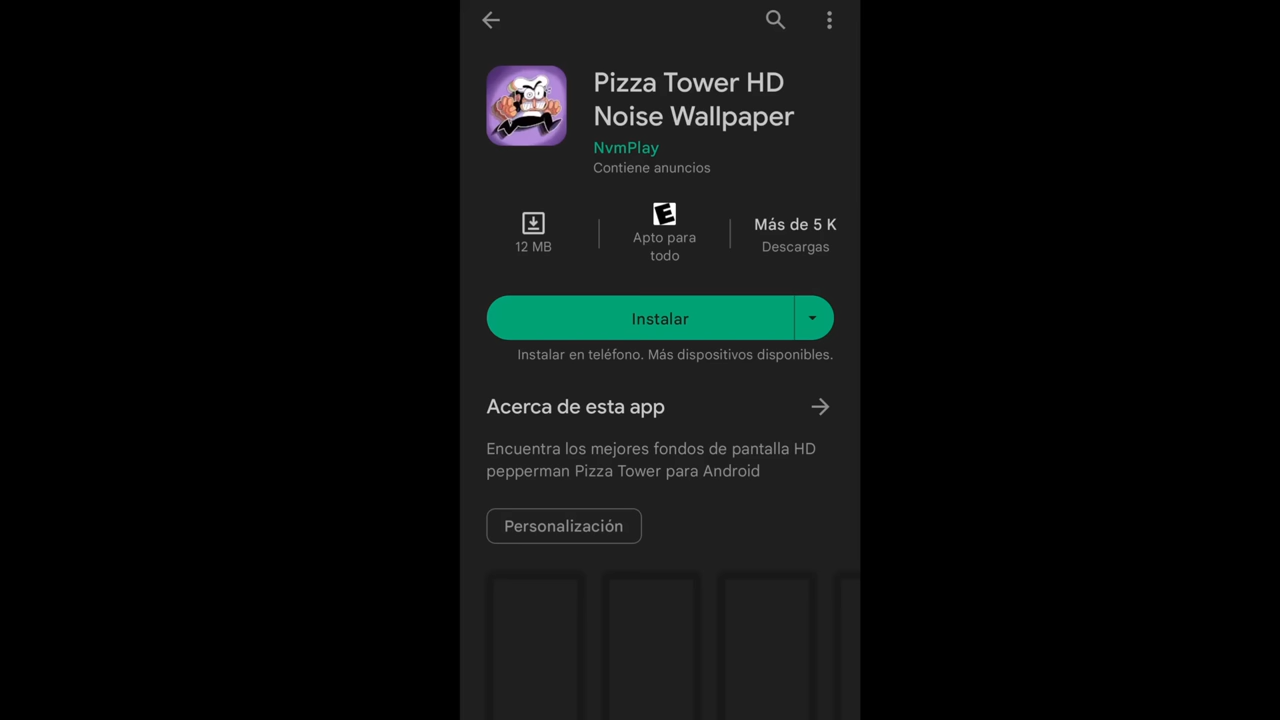 Pizza Tower HD
Noise Wallpaper
NvmPlay
Contiene anuncios
12 MB
E
Apto para
todo
Más de 5 K
Descargas
Instalar
Instalar en teléfono. Más dispositivos disponibles.
Acerca de esta app
Encuentra los mejores fondos de pantalla HD
pepperman Pizza Tower para Android
Personalización